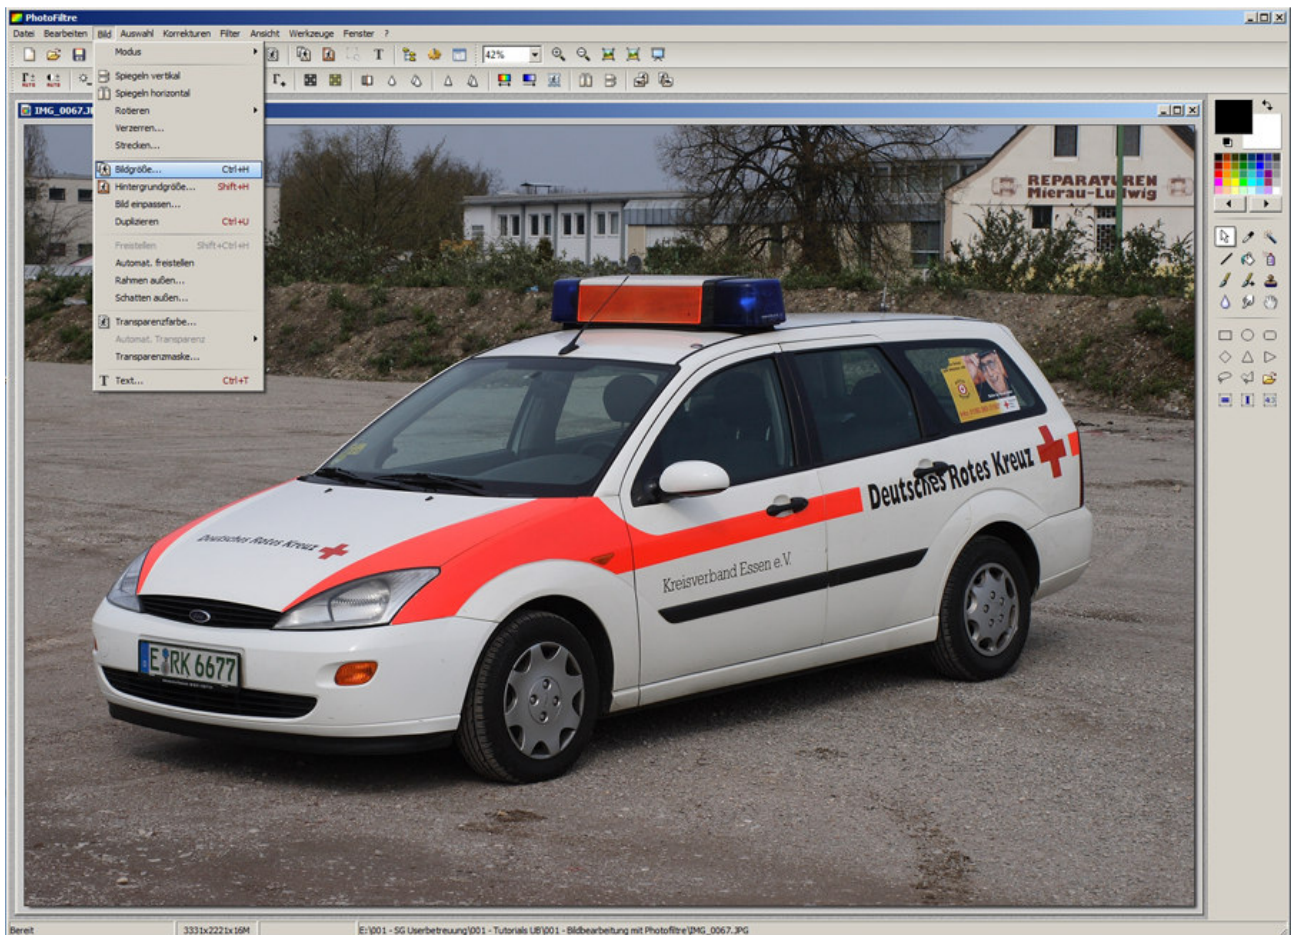 PhotoFiltre
Datei Bearbeiten Bild Auswahl Korrekturen Filter Ansicht Werkzeuge Fenster ?
Modus
42%
Spiegeln vertikal
Spiegeln horizontal
Rotieren
Verzerren...
Strecken...
Bildgröße... Ctrl+H
Hintergrundgröße... Shift+H
Bild einpassen...
Duplizieren Ctrl+U
Freistellen Shift+Ctrl+H
Automat. freistellen
Rahmen außen...
Schatten außen...
Transparenzfarbe...
Automat. Transparenz
Transparenzmaske...
Text... Ctrl+T
REPARATUREN
Mierau-Ludwig
Deutsches Rotes Kreuz
Deutsches Rotes Kreuz
Kreisverband Essen e.V.
E RK 6677
Bereit 3331x2221x16M E:\001 - SG Userbetreuung\001 - Tutorials UB\001 - Bildbearbeitung mit Photofiltre\IMG_0067.JPG